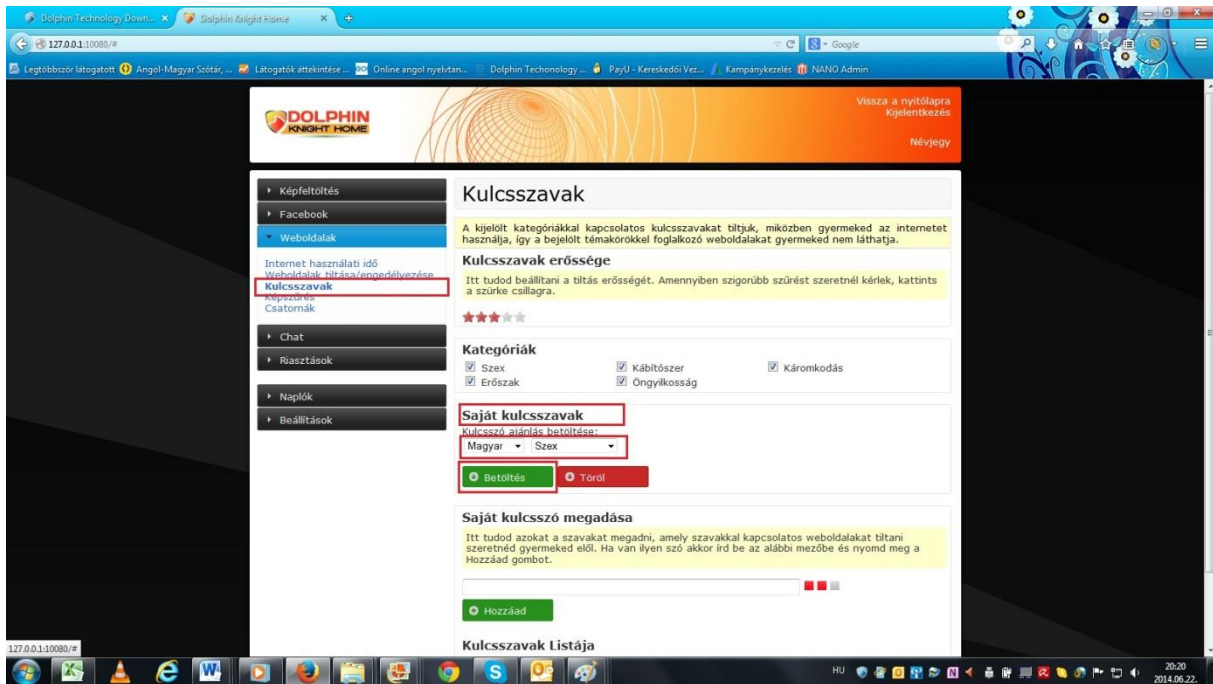 Dolphin Technology Down...
Dolphin Knight Home
127.0.0.1:10080/#
Google
Legtöbbször látogatott
Angol-Magyar Szótár, ...
Látogatók áttekintése ...
Online angol nyelvtan...
Dolphin Techonology ...
PayU - Kereskedői Vez...
Kampánykezelés
NANO Admin
DOLPHIN
KNIGHT HOME
Vissza a nyitólapra
Kijelentkezés
Névjegy
Képfeltöltés
Facebook
Weboldalak
Internet használati idő
Weboldalak tiltása/engedélyezése
Kulcsszavak
Képszűrés
Csatornák
Chat
Riasztások
Naplók
Beállítások
Kulcsszavak
A kijelölt kategóriákkal kapcsolatos kulcsszavakat tiltjuk, miközben gyermeked az internetet
használja, így a bejelölt témakörökkel foglalkozó weboldalakat gyermeked nem láthatja.
Kulcsszavak erőssége
Itt tudod beállítani a tiltás erősségét. Amennyiben szigorúbb szűrést szeretnél kérlek, kattints
a szürke csillagra.
Kategóriák
Szex
Kábítószer
Káromkodás
Erőszak
Öngyilkosság
Saját kulcsszavak
Kulcsszó ajánlás betöltése:
Magyar
Szex
Betöltés
Töröl
Saját kulcsszó megadása
Itt tudod azokat a szavakat megadni, amely szavakkal kapcsolatos weboldalakat tiltani
szeretnéd gyermeked elől. Ha van ilyen szó akkor írd be az alábbi mezőbe és nyomd meg a
Hozzáad gombot.
Hozzáad
Kulcsszavak Listája
127.0.0.1:10080/#
HU
20:20
2014.06.22.